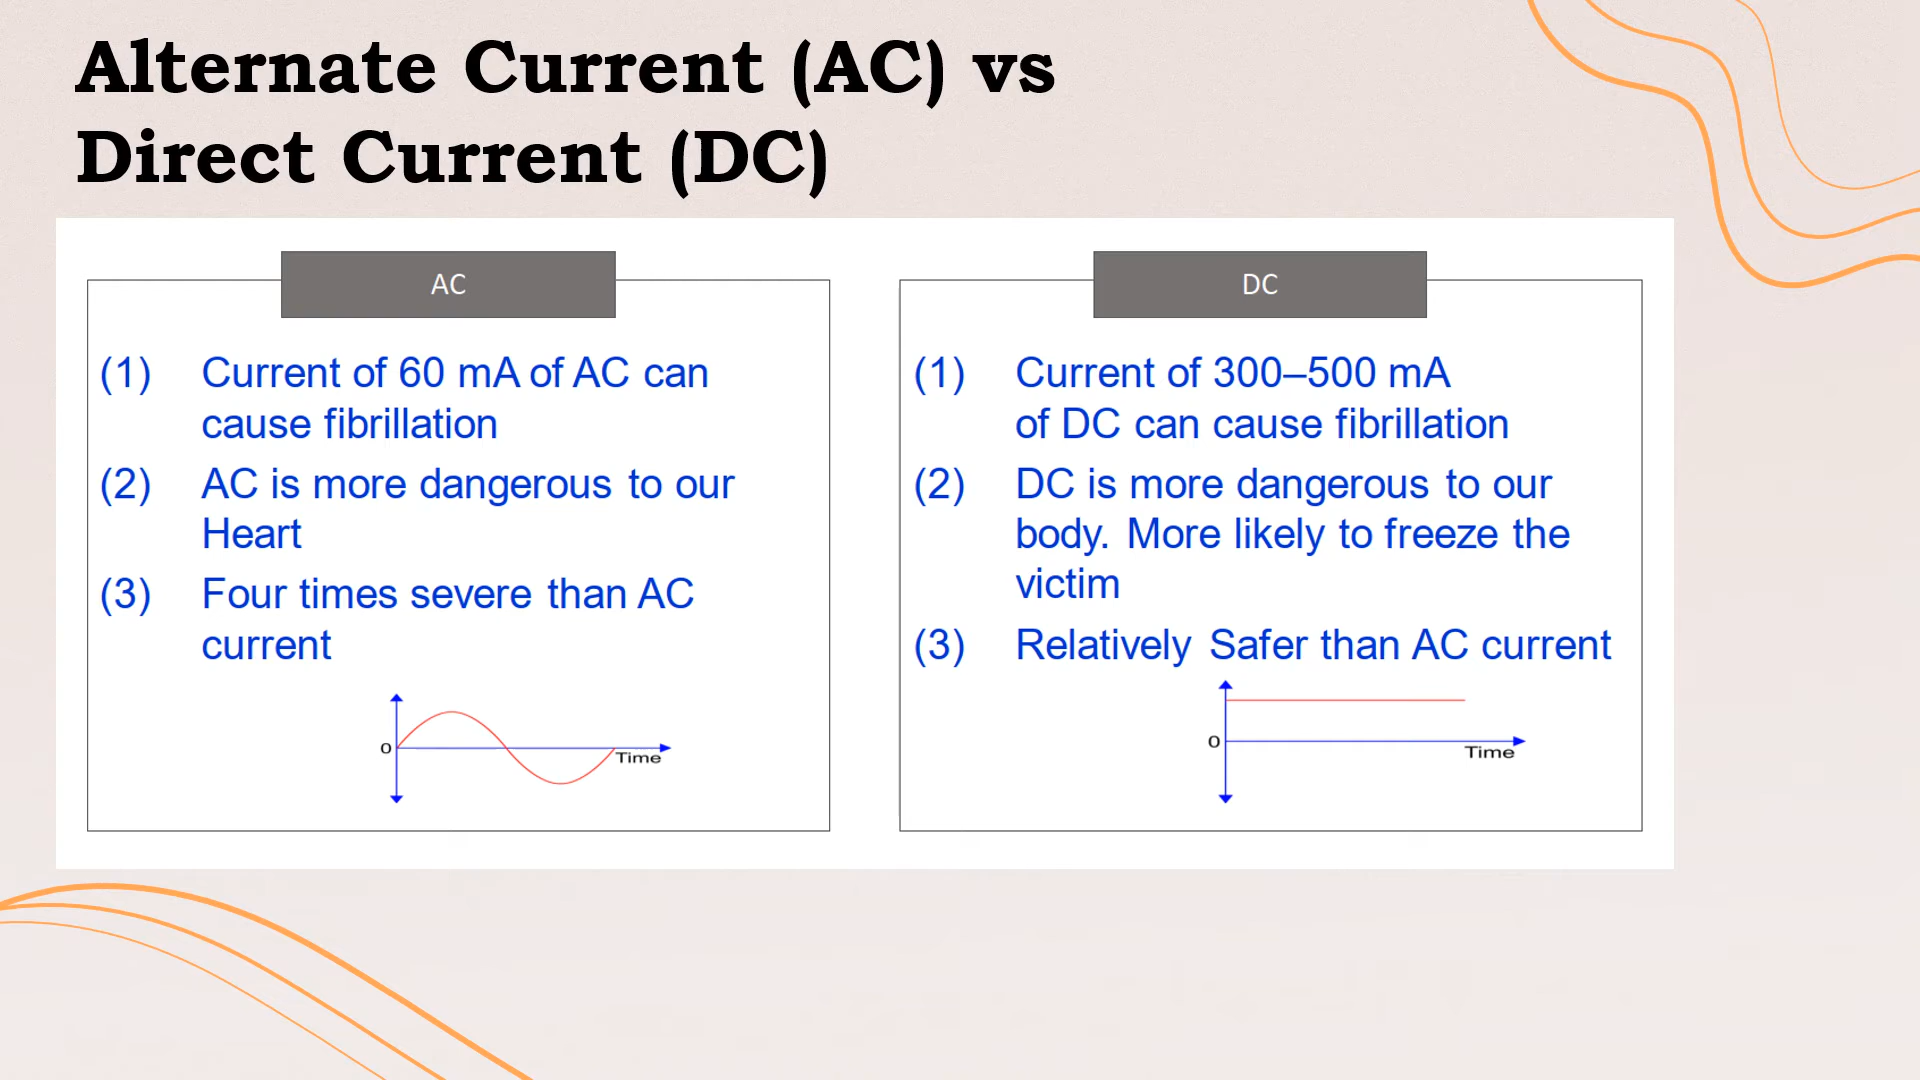 Alternate Current (AC) vs
Direct Current (DC)
AC
(1) Current of 60 mA of AC can
cause fibrillation
(2) AC is more dangerous to our
Heart
(3) Four times severe than AC
current
0
Time
DC
(1) Current of 300–500 mA
of DC can cause fibrillation
(2) DC is more dangerous to our
body. More likely to freeze the
victim
(3) Relatively Safer than AC current
0
Time